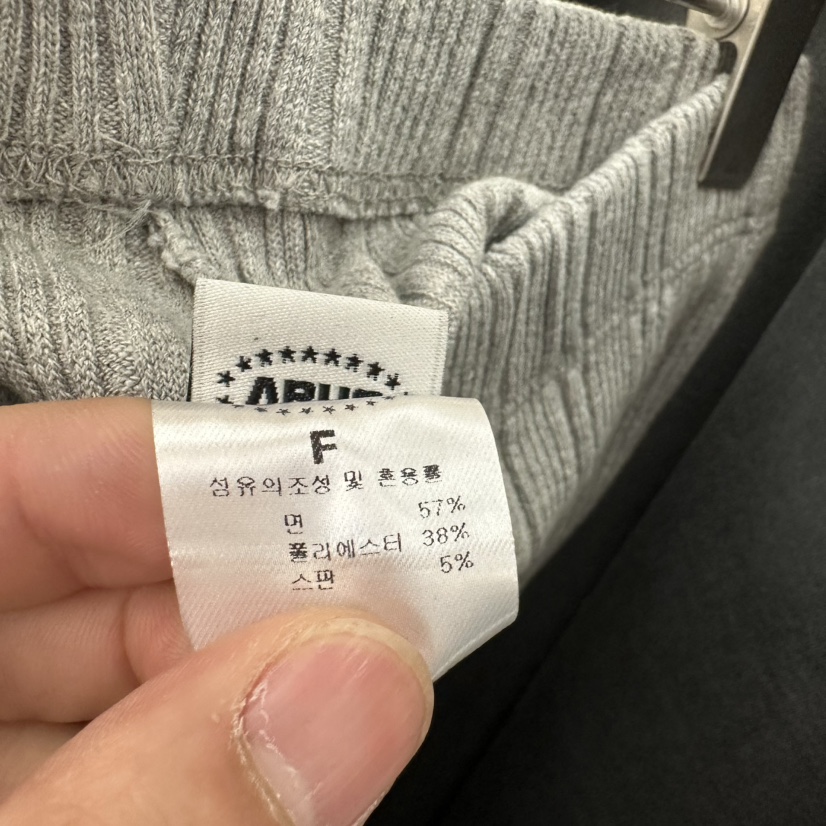 F
섬유의조성 및 혼용률
면 57%
폴리에스터 38%
스판 5%